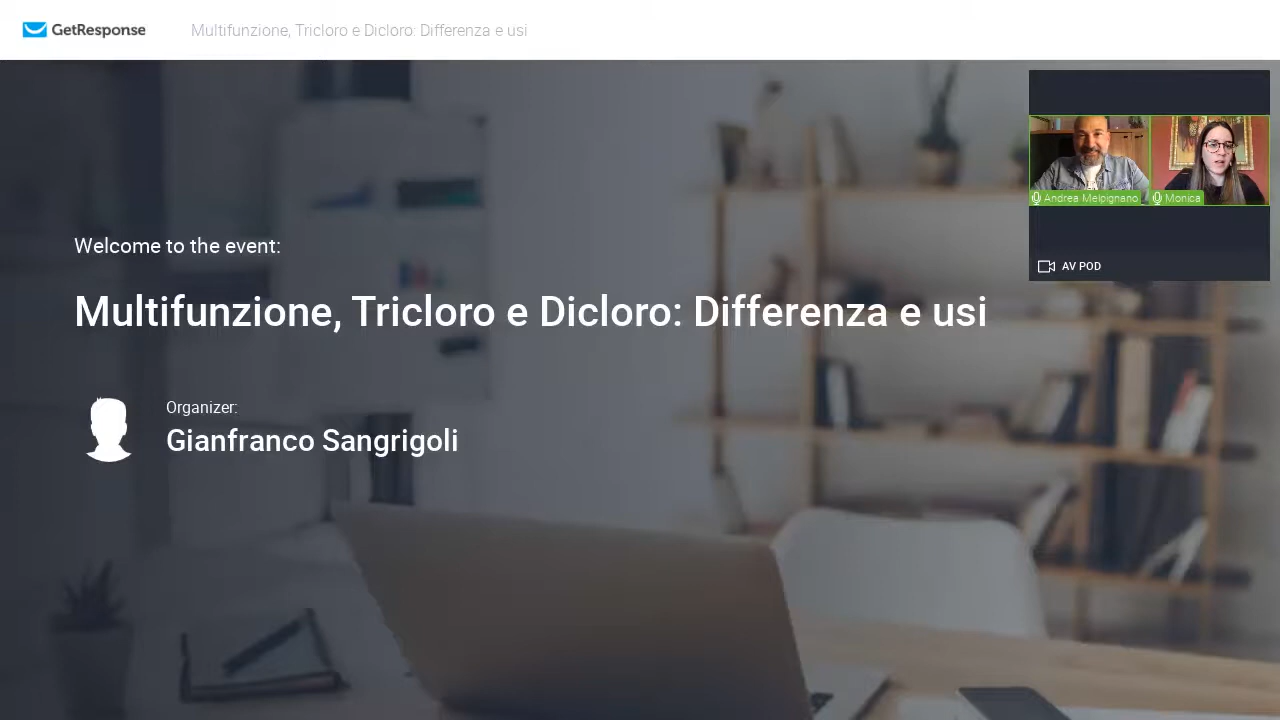 GetResponse
Multifunzione, Tricloro e Dicloro: Differenza e usi
Andrea Melpignano
Monica
AV POD
Welcome to the event:
Multifunzione, Tricloro e Dicloro: Differenza e usi
Organizer:
Gianfranco Sangrigoli